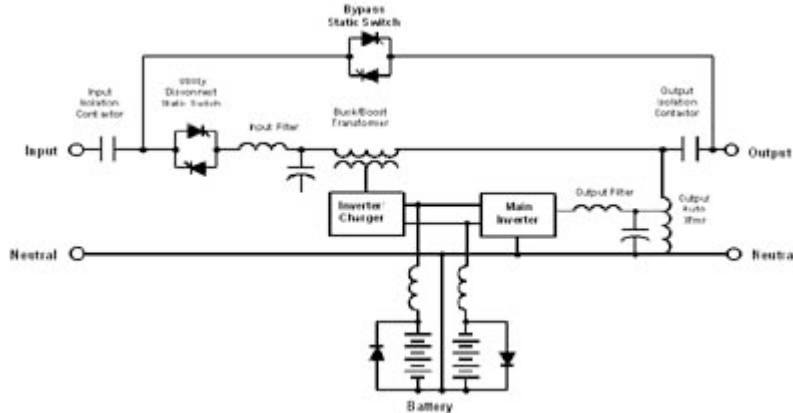 Bypass
Static Switch
Utility
Disconnect
Static Switch
Input
Isolation
Contactor
Input Filter
Buck/Boost
Transformer
Output
Isolation
Contactor
Input
Output
Inverter/
Charger
Main
Inverter
Output Filter
Output
Auto
Xfmr
Neutral
Neutra
Battery